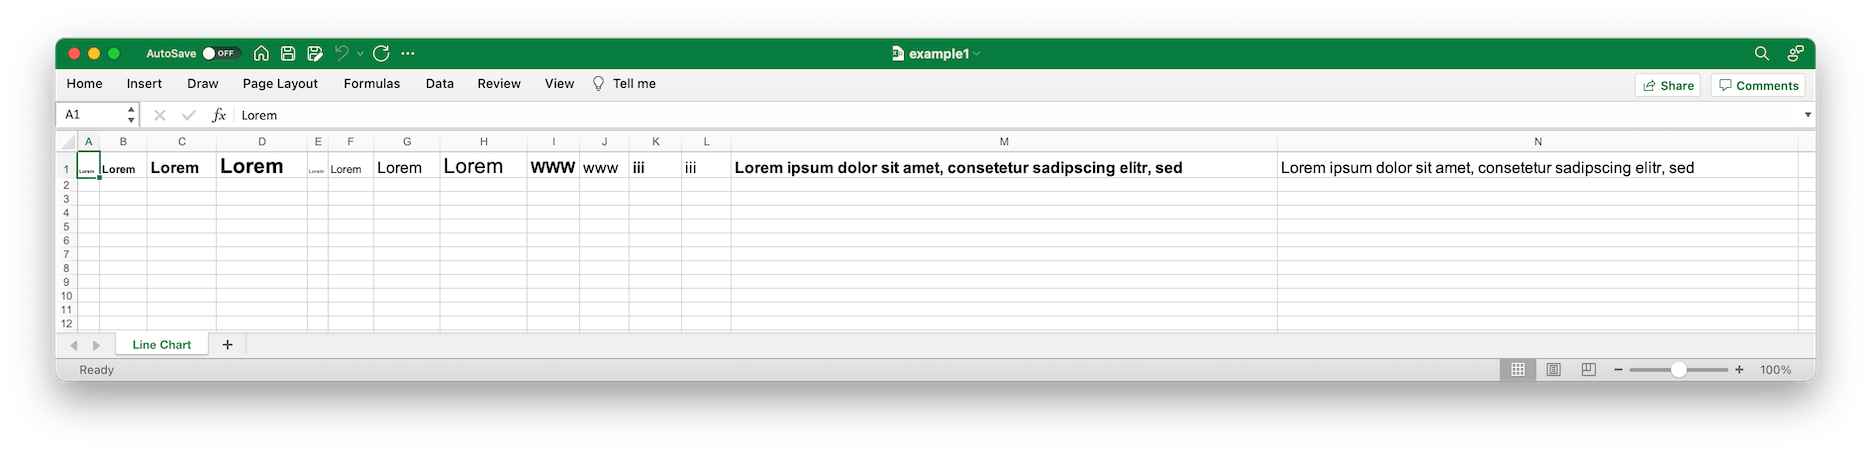 AutoSave OFF example1
Home Insert Draw Page Layout Formulas Data Review View Tell me Share Comments
A1 fx Lorem
A B C D E F G H I J K L M N
1 Lorem Lorem Lorem Lorem Lorem Lorem Lorem Lorem WWW www iii iii Lorem ipsum dolor sit amet, consetetur sadipscing elitr, sed Lorem ipsum dolor sit amet, consetetur sadipscing elitr, sed
2
3
4
5
6
7
8
9
10
11
12
Line Chart +
Ready 100%